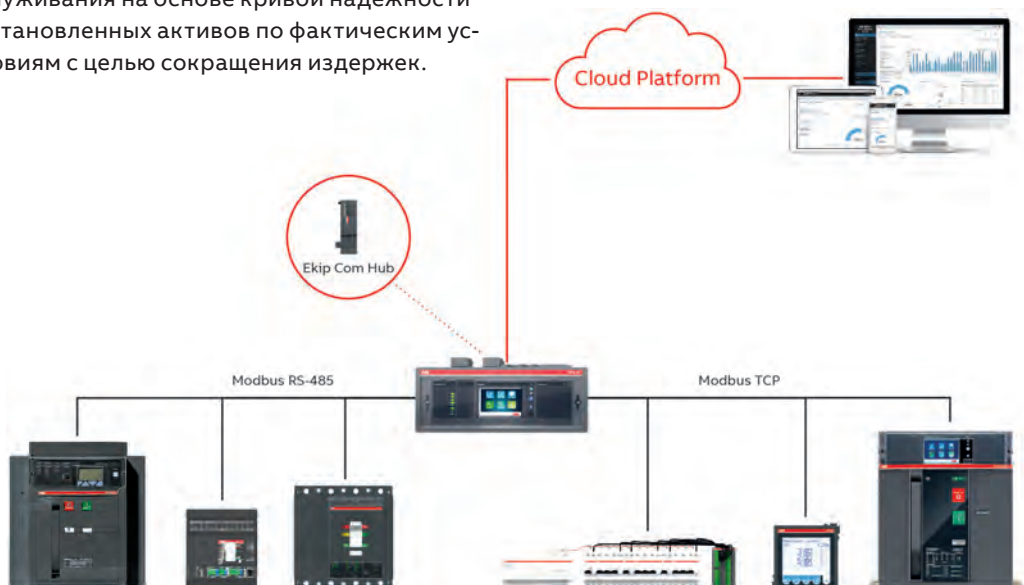 луживания на основе кривой надежности
тановленных активов по фактическим ус-
овиям с целью сокращения издержек.
Cloud Platform
Ekip Com Hub
Modbus RS-485
Modbus TCP